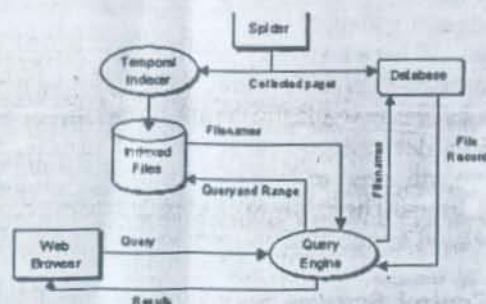 Spider
Temporal
Indexer
Collected pages
Database
Filenames
Indexed
Files
Filenames
File
Record
Query and Range
Web
Browser
Query
Query
Engine
Results